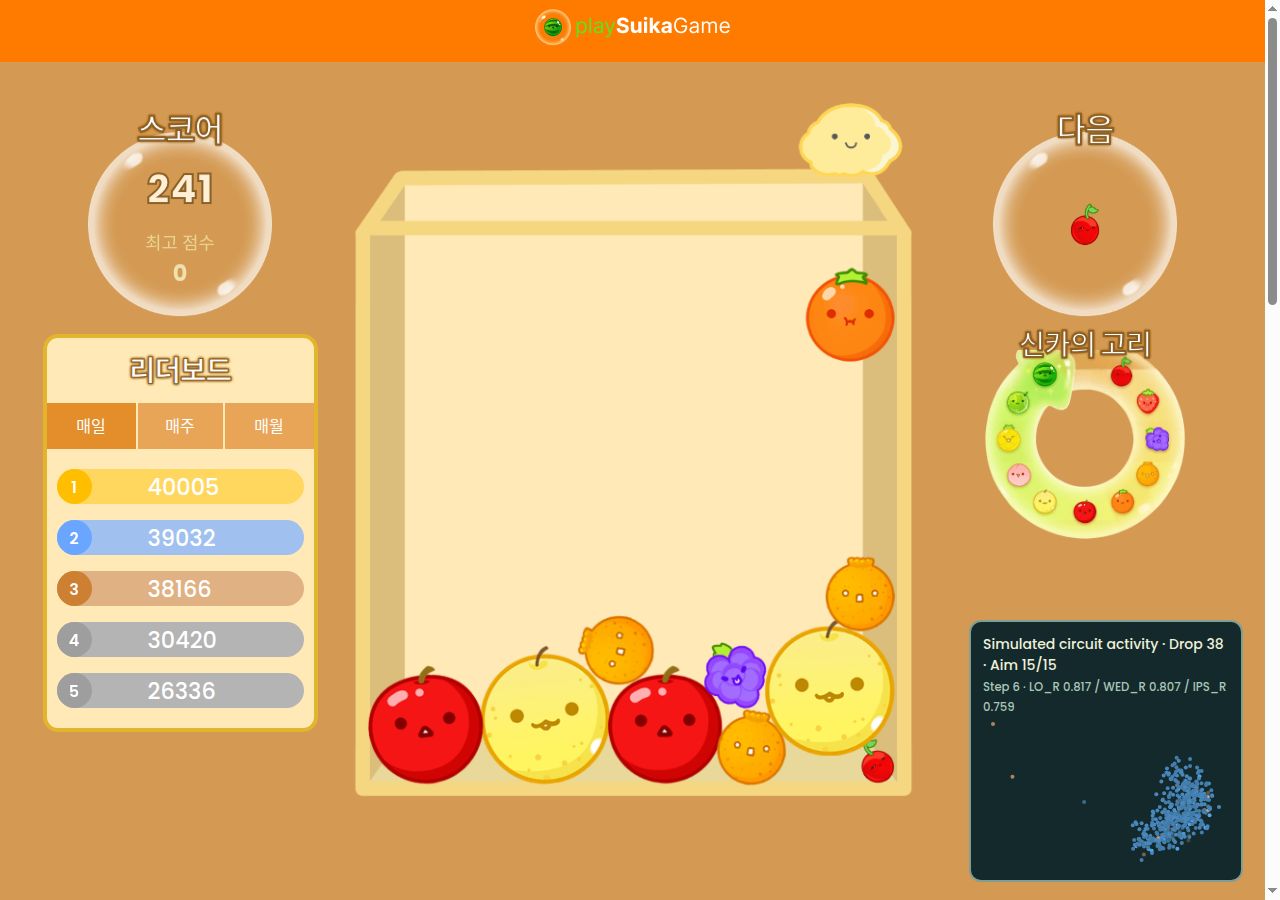 playSuikaGame
스코어
241
최고 점수
0
다음
신카의 고리
리더보드
매일 매주 매월
1 40005
2 39032
3 38166
4 30420
5 26336
Simulated circuit activity · Drop 38
· Aim 15/15
Step 6 · LO_R 0.817 / WED_R 0.807 / IPS_R
0.759